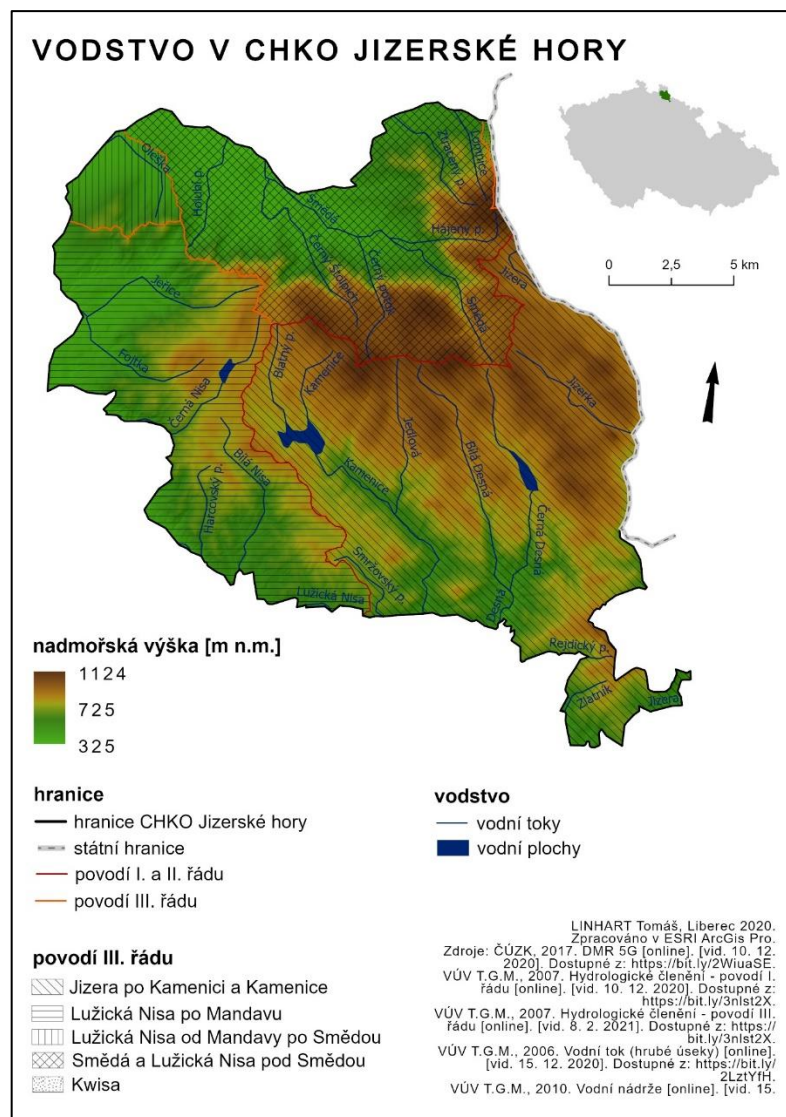 VODSTVO V CHKO JIZERSKÉ HORY
Oleška
Holubí p.
Smědá
Ztracený p.
Lomnice
Hájený p.
Jizera
Černý Štolpich
Černý potok
Smědá
0 2,5 5 km
Jeřice
Fojtka
Černá Nisa
Blatný p.
Kamenice
Jizerka
Bílá Nisa
Harcovský p.
Kamenice
Jedlová
Bílá Desná
Černá Desná
Smržovský p.
Lužická Nisa
Desná
Rejdický p.
Zlatník
Jizera
nadmořská výška [m n.m.]
1124
725
325
hranice
hranice CHKO Jizerské hory
státní hranice
povodí I. a II. řádu
povodí III. řádu
vodstvo
vodní toky
vodní plochy
povodí III. řádu
Jizera po Kamenici a Kamenice
Lužická Nisa po Mandavu
Lužická Nisa od Mandavy po Smědou
Smědá a Lužická Nisa pod Smědou
Kwisa
LINHART Tomáš, Liberec 2020.
Zpracováno v ESRI ArcGis Pro.
Zdroje: ČÚZK, 2017. DMR 5G [online]. [vid. 10. 12.
2020]. Dostupné z: https://bit.ly/2WiuaSE.
VÚV T.G.M., 2007. Hydrologické členění - povodí I.
řádu [online]. [vid. 10. 12. 2020]. Dostupné z:
https://bit.ly/3nlst2X.
VÚV T.G.M., 2007. Hydrologické členění - povodí III.
řádu [online]. [vid. 8. 2. 2021]. Dostupné z: https://
bit.ly/3nlst2X.
VÚV T.G.M., 2006. Vodní tok (hrubé úseky) [online].
[vid. 15. 12. 2020]. Dostupné z: https://bit.ly/
2LztYfH.
VÚV T.G.M., 2010. Vodní nádrže [online]. [vid. 15.